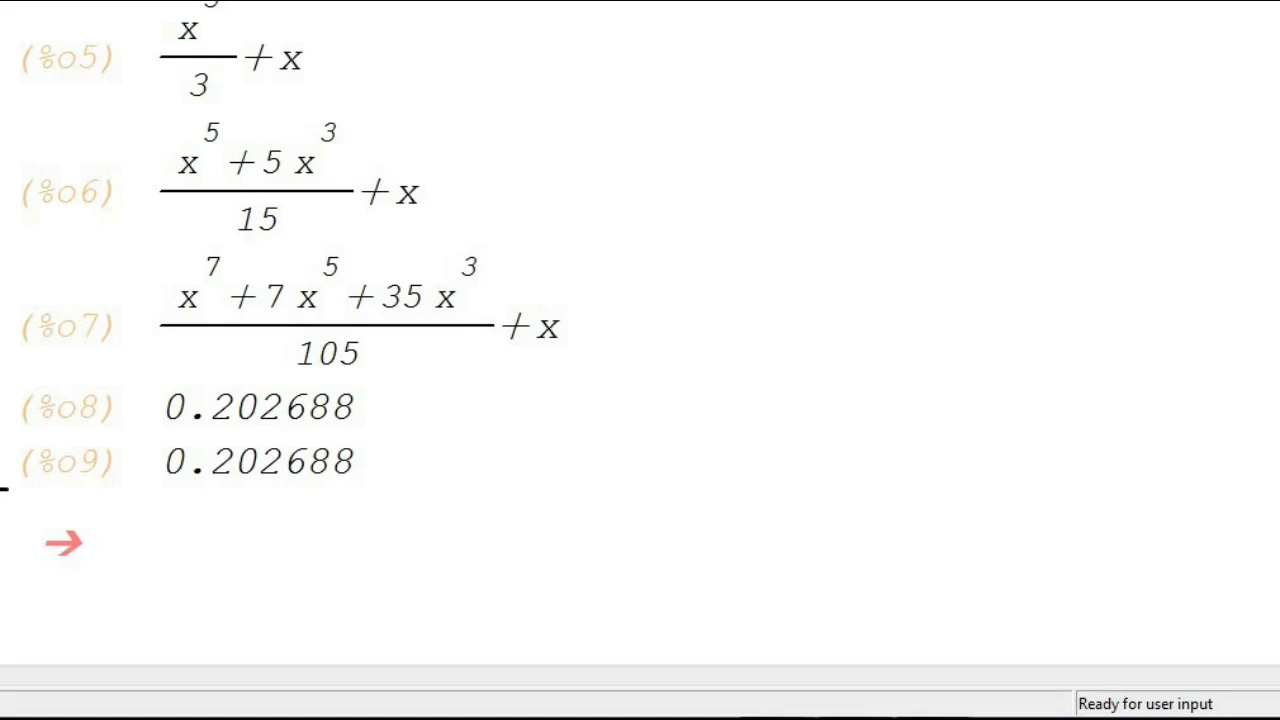 (%o5) x^3/3 + x
(%o6) (x^5 + 5 x^3)/15 + x
(%o7) (x^7 + 7 x^5 + 35 x^3)/105 + x
(%o8) 0.202688
(%o9) 0.202688
➔
Ready for user input